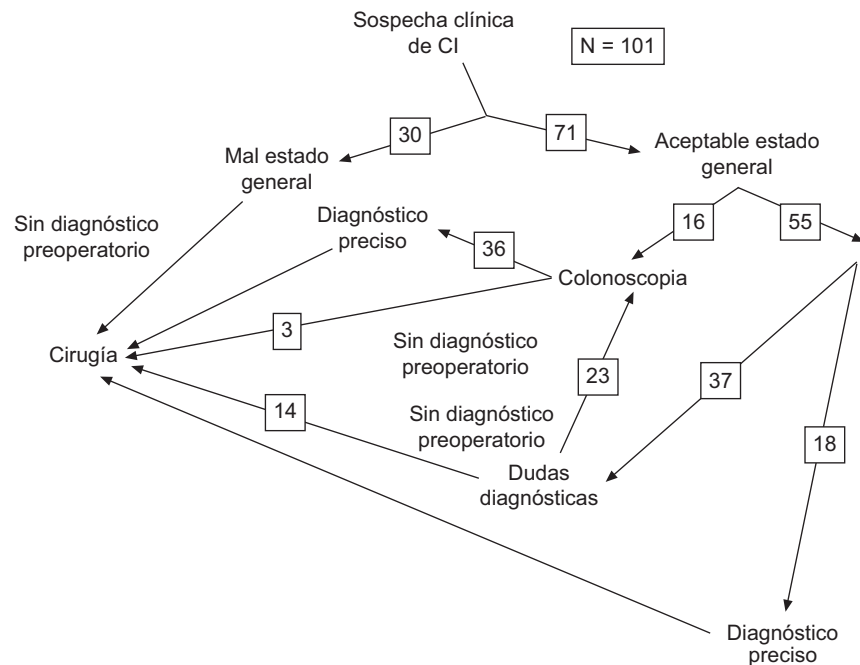 Sospecha clínica
de CI
N = 101
30
71
Mal estado
general
Aceptable estado
general
Sin diagnóstico
preoperatorio
Diagnóstico
preciso
36
16
55
Colonoscopia
3
Cirugía
Sin diagnóstico
preoperatorio
23
37
14
Sin diagnóstico
preoperatorio
18
Dudas
diagnósticas
Diagnóstico
preciso